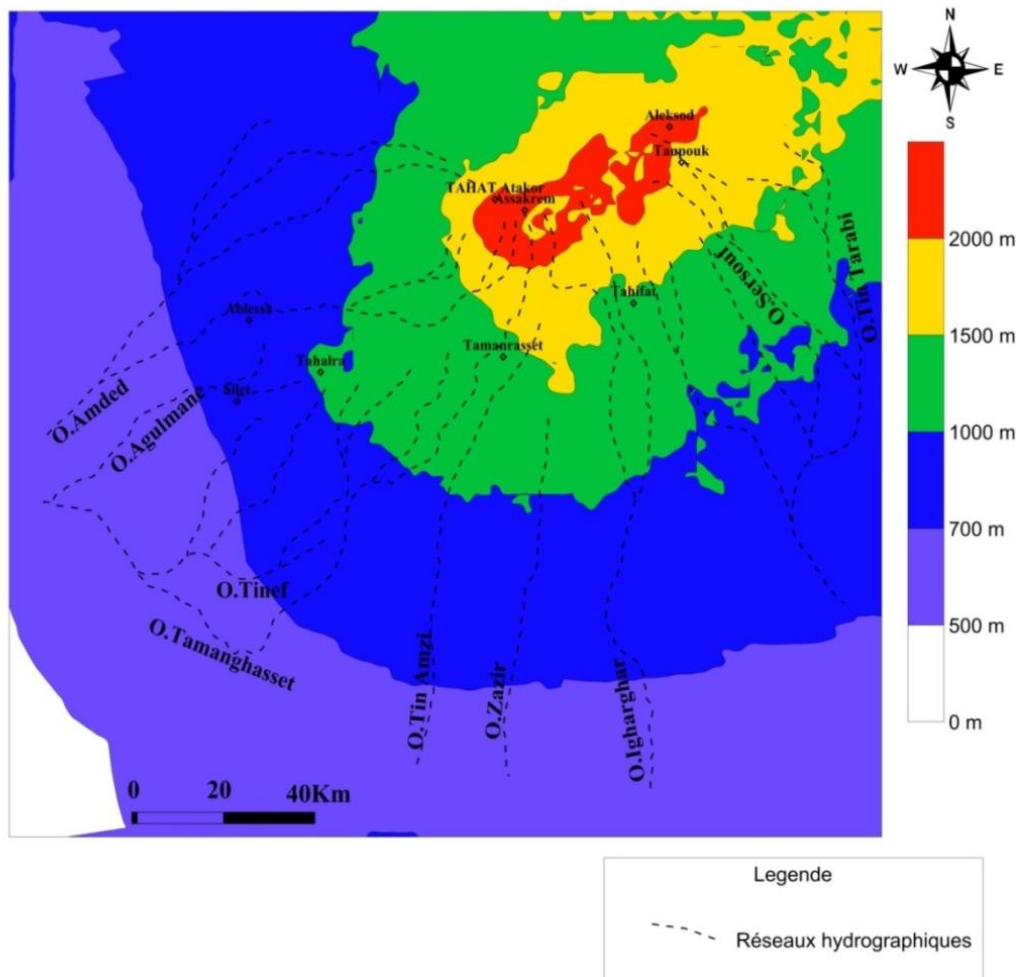 N
W
E
S
Aleksod
Tanpouk
TAHAT Atakor
Assakrem
O.Sersouf
O.Tin Tarabi
2000 m
Tahifat
Ablessa
1500 m
Tamanrasset
Tahalra
Silet
O.Amded
O.Agulmane
1000 m
700 m
O.Tinef
O.Tamanghasset
500 m
O.Tin Amzi
O.Zazir
O.Igharghar
0 m
0 20 40Km
Legende
Réseaux hydrographiques